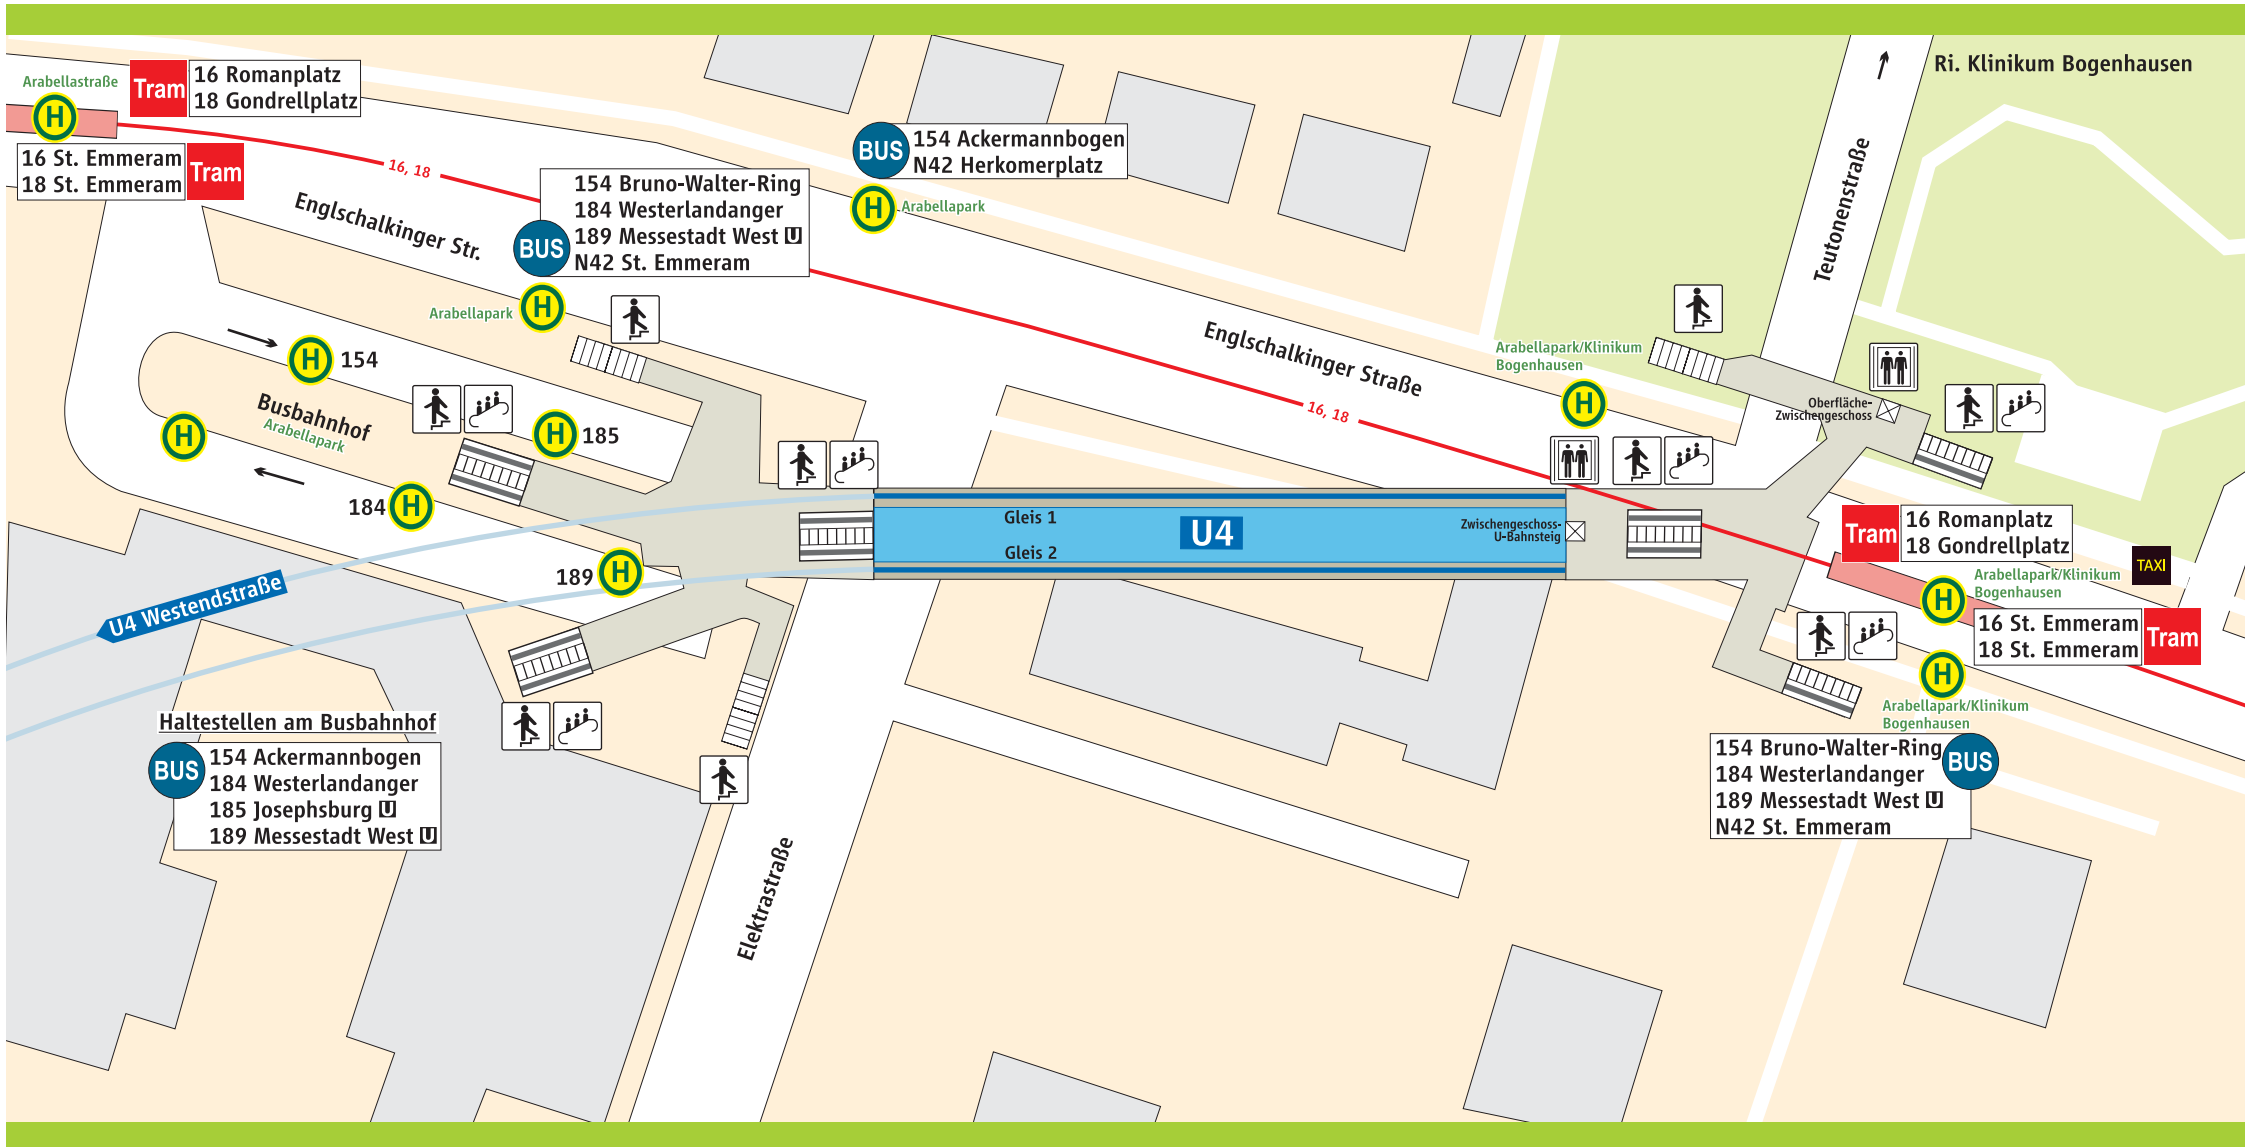 Arabellastraße
H
Tram
16 Romanplatz
18 Gondrellplatz
16 St. Emmeram
18 St. Emmeram
Tram
16, 18
Englschalkinger Str.
BUS
154 Bruno-Walter-Ring
184 Westerlandanger
189 Messestadt West U
N42 St. Emmeram
Arabellapark
H
BUS
154 Ackermannbogen
N42 Herkomerplatz
H
Arabellapark
Ri. Klinikum Bogenhausen
Teutonenstraße
Englschalkinger Straße
16, 18
Arabellapark/Klinikum
Bogenhausen
H
Oberfläche-
Zwischengeschoss
H
154
Busbahnhof
Arabellapark
H
H
185
184
H
189
H
U4 Westendstraße
Gleis 1
Gleis 2
U4
Zwischengeschoss-
U-Bahnsteig
Tram
16 Romanplatz
18 Gondrellplatz
TAXI
Arabellapark/Klinikum
Bogenhausen
H
16 St. Emmeram
18 St. Emmeram
Tram
H
Arabellapark/Klinikum
Bogenhausen
154 Bruno-Walter-Ring
184 Westerlandanger
189 Messestadt West U
N42 St. Emmeram
BUS
Haltestellen am Busbahnhof
BUS
154 Ackermannbogen
184 Westerlandanger
185 Josephsburg U
189 Messestadt West U
Elektrastraße